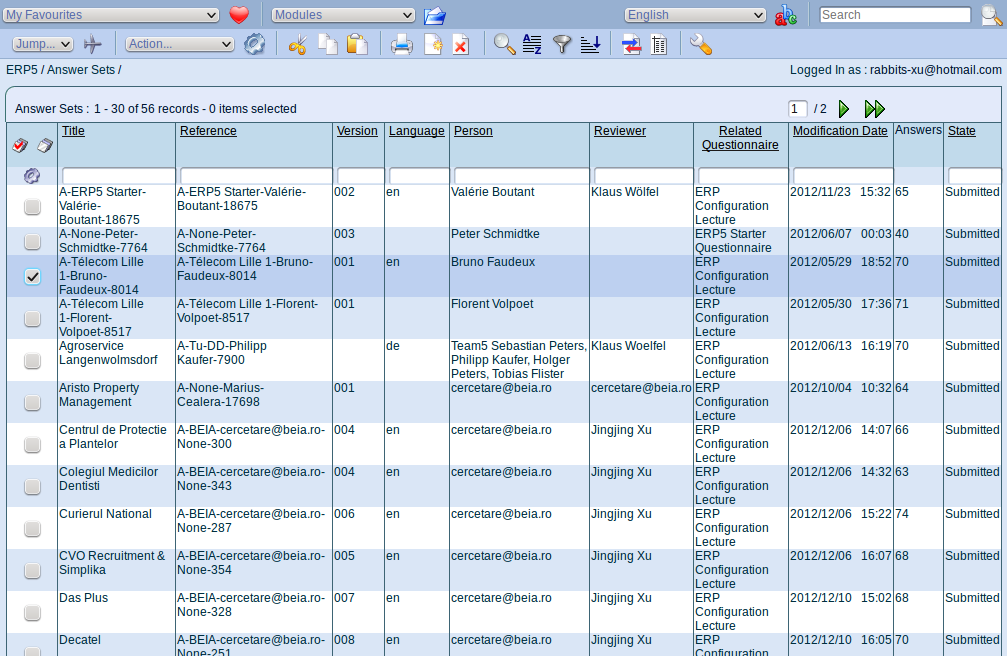 My Favourites Modules English Search
Jump... Action...
ERP5 / Answer Sets / Logged In as : rabbits-xu@hotmail.com
Answer Sets : 1 - 30 of 56 records - 0 items selected 1 / 2
Title Reference Version Language Person Reviewer Related Modification Date Answers State
Questionnaire
A-ERP5 Starter- A-ERP5 Starter-Valérie- 002 en Valérie Boutant Klaus Wölfel ERP 2012/11/23 15:32 65 Submitted
Valérie- Boutant-18675 Configuration
Boutant-18675 Lecture
A-None-Peter- A-None-Peter- 003 Peter Schmidtke ERP5 Starter 2012/06/07 00:03 40 Submitted
Schmidtke-7764 Schmidtke-7764 Questionnaire
A-Télecom Lille A-Télecom Lille 1-Bruno- 001 en Bruno Faudeux ERP 2012/05/29 18:52 70 Submitted
1-Bruno- Faudeux-8014 Configuration
Faudeux-8014 Lecture
A-Télecom Lille A-Télecom Lille 1-Florent- 001 Florent Volpoet ERP 2012/05/30 17:36 71 Submitted
1-Florent- Volpoet-8517 Configuration
Volpoet-8517 Lecture
Agroservice A-Tu-DD-Philipp de Team5 Sebastian Peters, Klaus Woelfel ERP 2012/06/13 16:19 70 Submitted
Langenwolmsdorf Kaufer-7900 Philipp Kaufer, Holger Configuration
Peters, Tobias Flister Lecture
Aristo Property A-None-Marius- 001 cercetare@beia.ro cercetare@beia.ro ERP 2012/10/04 10:32 64 Submitted
Management Cealera-17698 Configuration
Lecture
Centrul de Protectie A-BEIA-cercetare@beia.ro- 004 en cercetare@beia.ro Jingjing Xu ERP 2012/12/06 14:07 66 Submitted
a Plantelor None-300 Configuration
Lecture
Colegiul Medicilor A-BEIA-cercetare@beia.ro- 004 en cercetare@beia.ro Jingjing Xu ERP 2012/12/06 14:32 63 Submitted
Dentisti None-343 Configuration
Lecture
Curierul National A-BEIA-cercetare@beia.ro- 006 en cercetare@beia.ro Jingjing Xu ERP 2012/12/06 15:22 74 Submitted
None-287 Configuration
Lecture
CVO Recruitment & A-BEIA-cercetare@beia.ro- 005 en cercetare@beia.ro Jingjing Xu ERP 2012/12/06 16:07 68 Submitted
Simplika None-354 Configuration
Lecture
Das Plus A-BEIA-cercetare@beia.ro- 007 en cercetare@beia.ro Jingjing Xu ERP 2012/12/10 15:02 68 Submitted
None-328 Configuration
Lecture
Decatel A-BEIA-cercetare@beia.ro- 008 en cercetare@beia.ro Jingjing Xu ERP 2012/12/10 16:05 70 Submitted
None-251 Configuration